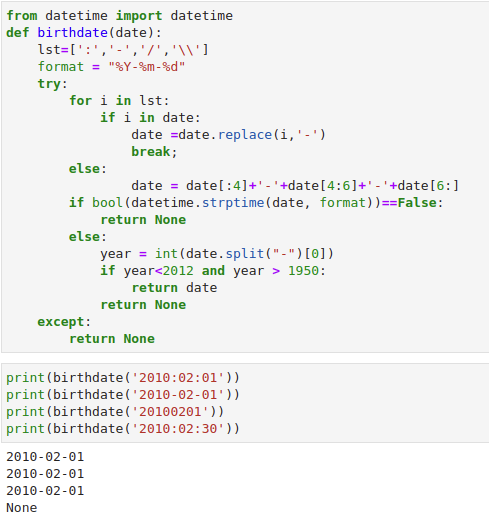 from datetime import datetime
def birthdate(date):
    lst=[':','-','/','\\']
    format = "%Y-%m-%d"
    try:
        for i in lst:
            if i in date:
                date =date.replace(i,'-')
                break;
        else:
                date = date[:4]+'-'+date[4:6]+'-'+date[6:]
        if bool(datetime.strptime(date, format))==False:
            return None
        else:
            year = int(date.split("-")[0])
            if year<2012 and year > 1950:
                return date
            return None
    except:
        return None
print(birthdate('2010:02:01'))
print(birthdate('2010-02-01'))
print(birthdate('20100201'))
print(birthdate('2010:02:30'))
2010-02-01
2010-02-01
2010-02-01
None